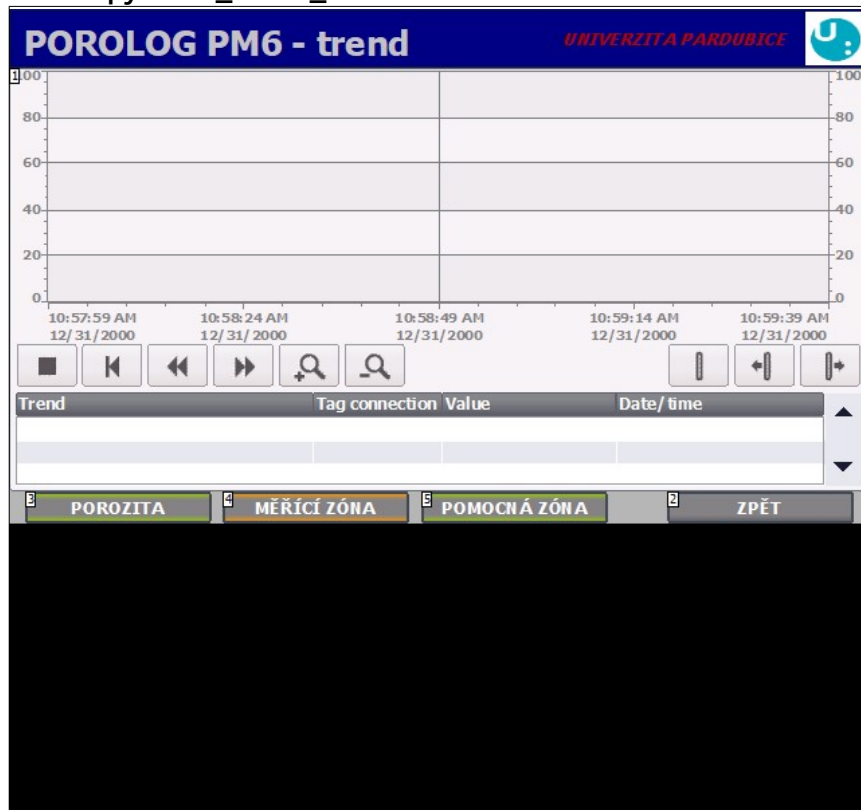 POROLOG PM6 - trend
UNIVERZITA PARDUBICE
U:
1
100 100
80 80
60 60
40 40
20 20
0 0
10:57:59 AM 10:58:24 AM 10:58:49 AM 10:59:14 AM 10:59:39 AM
12/31/2000 12/31/2000 12/31/2000 12/31/2000 12/31/2000
Trend Tag connection Value Date/time
3 POROZITA 4 MĚŘÍCÍ ZÓNA 5 POMOCNÁ ZÓNA 2 ZPĚT